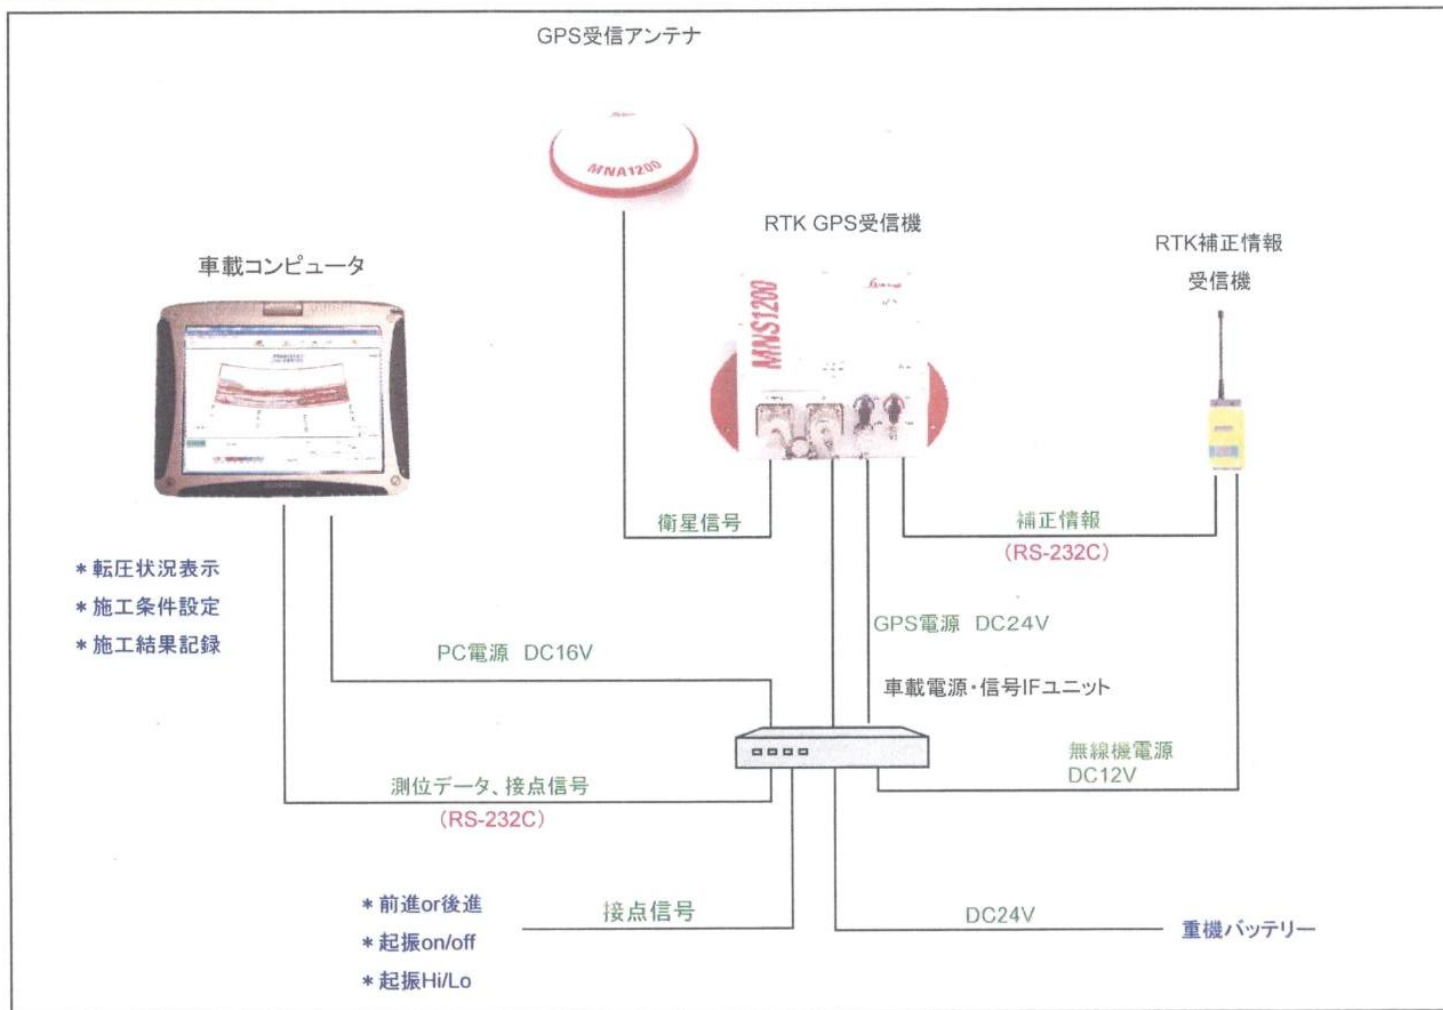 GPS受信アンテナ
MNA1200
RTK GPS受信機
MNS1200
RTK補正情報
受信機
車載コンピュータ
衛星信号
補正情報
(RS-232C)
*転圧状況表示
*施工条件設定
*施工結果記録
GPS電源 DC24V
PC電源 DC16V
車載電源・信号IFユニット
無線機電源
DC12V
測位データ、接点信号
(RS-232C)
*前進or後進
*起振on/off
*起振Hi/Lo
接点信号
DC24V
重機バッテリー